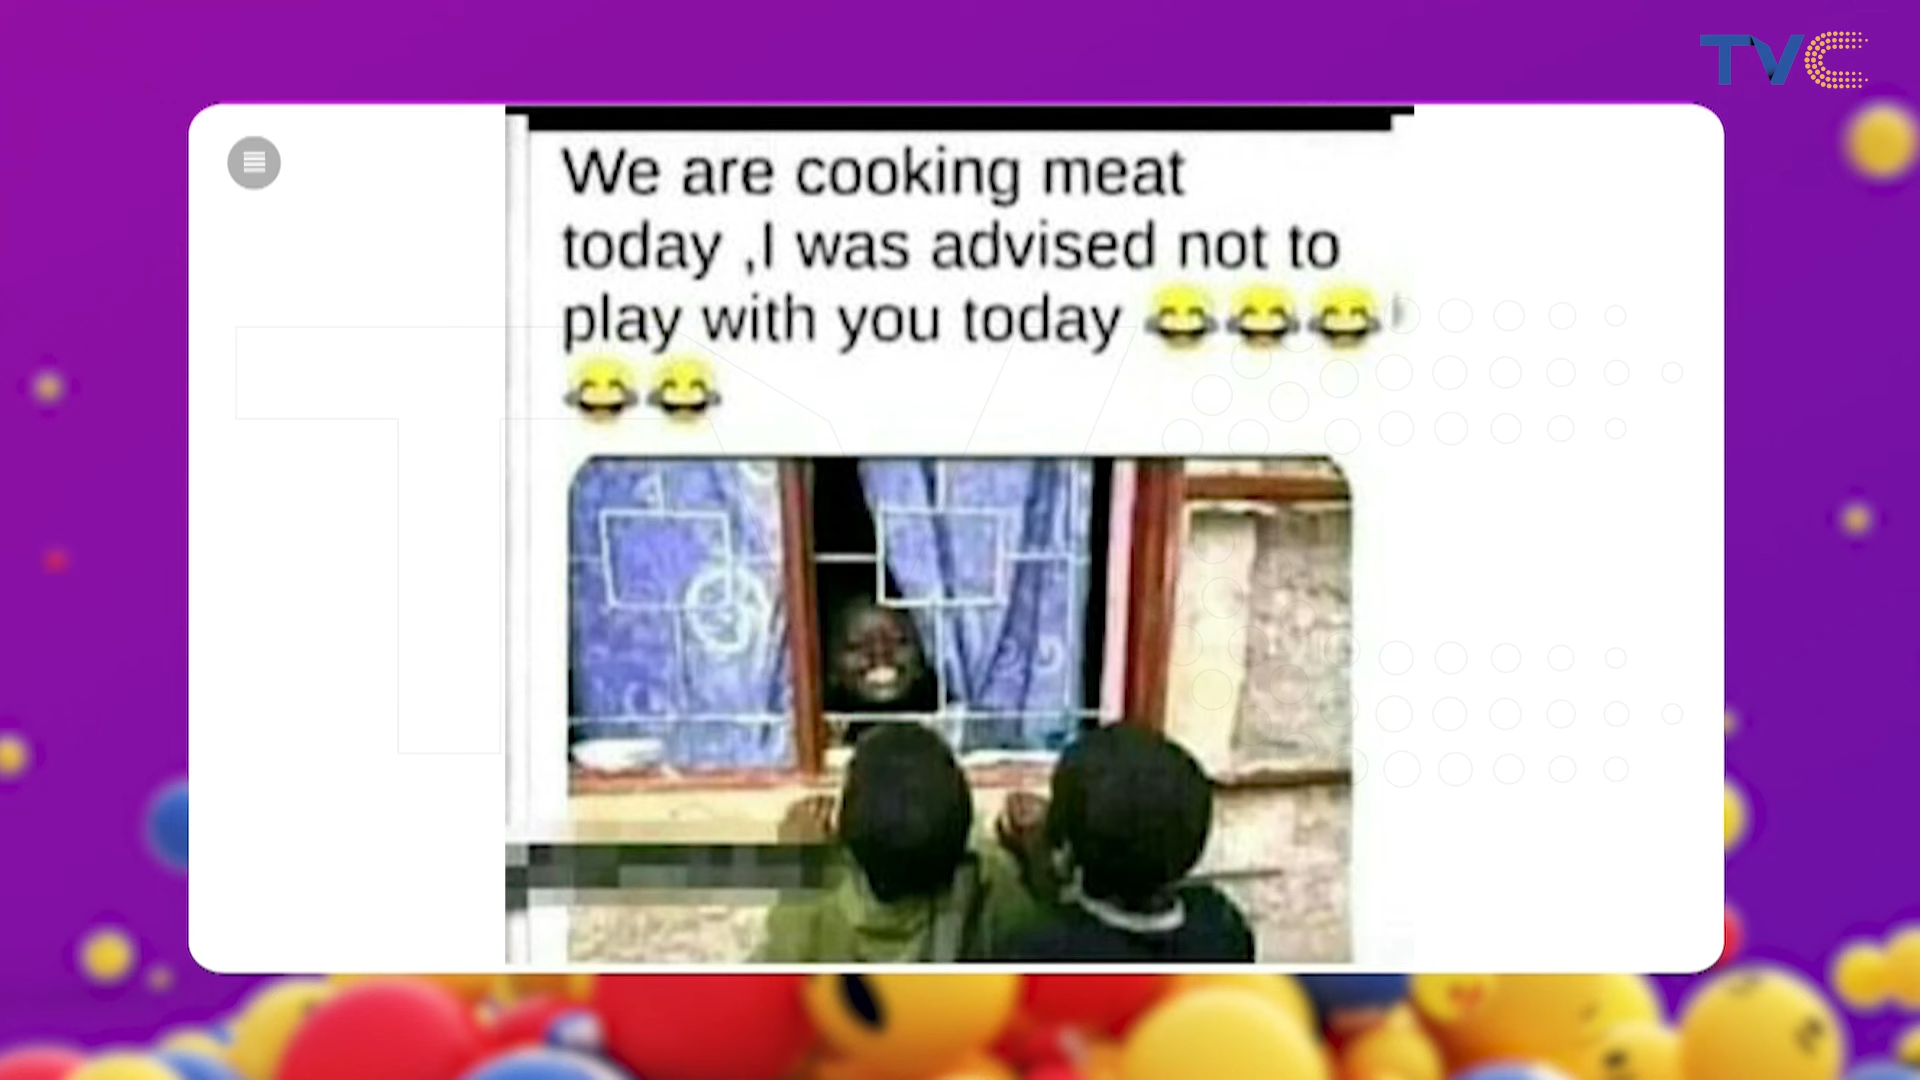 TVC
We are cooking meat
today ,I was advised not to
play with you today 😂😂😂
😂😂